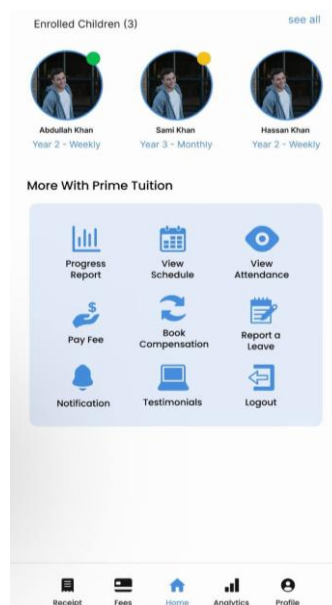 Enrolled Children (3)
see all
Abdullah Khan
Sami Khan
Hassan Khan
Year 2 - Weekly
Year 3 - Monthly
Year 2 - Weekly
More With Prime Tuition
Progress
Report
View
Schedule
View
Attendance
Pay Fee
Book
Compensation
Report a
Leave
Notification
Testimonials
Logout
Receipt
Fees
Home
Analytics
Profile